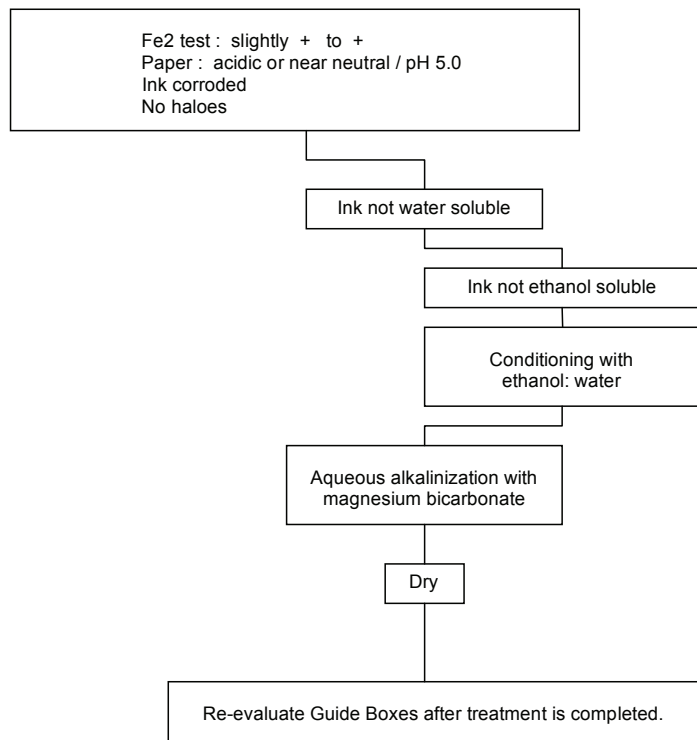 Fe2 test : slightly + to +
Paper : acidic or near neutral / pH 5.0
Ink corroded
No haloes
Ink not water soluble
Ink not ethanol soluble
Conditioning with
ethanol: water
Aqueous alkalinization with
magnesium bicarbonate
Dry
Re-evaluate Guide Boxes after treatment is completed.